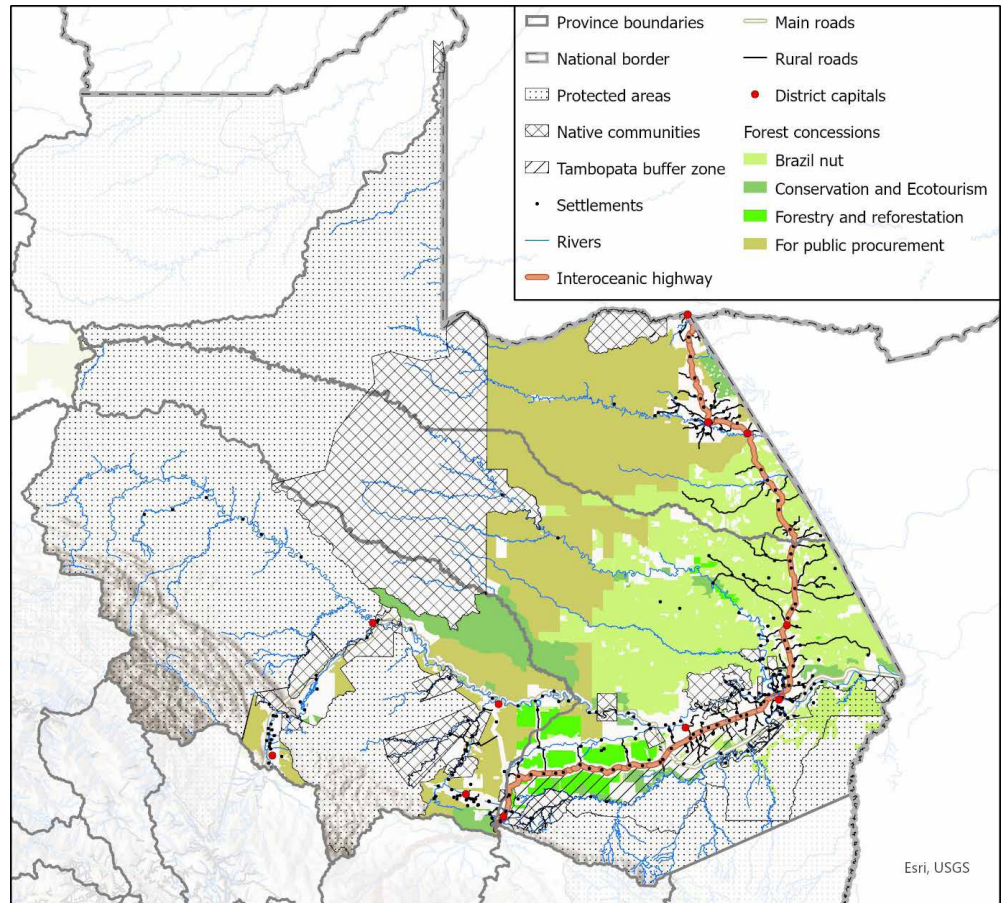 Province boundaries
National border
Protected areas
Native communities
Tambopata buffer zone
Settlements
Rivers
Interoceanic highway
Main roads
Rural roads
District capitals
Forest concessions
Brazil nut
Conservation and Ecotourism
Forestry and reforestation
For public procurement
Esri, USGS